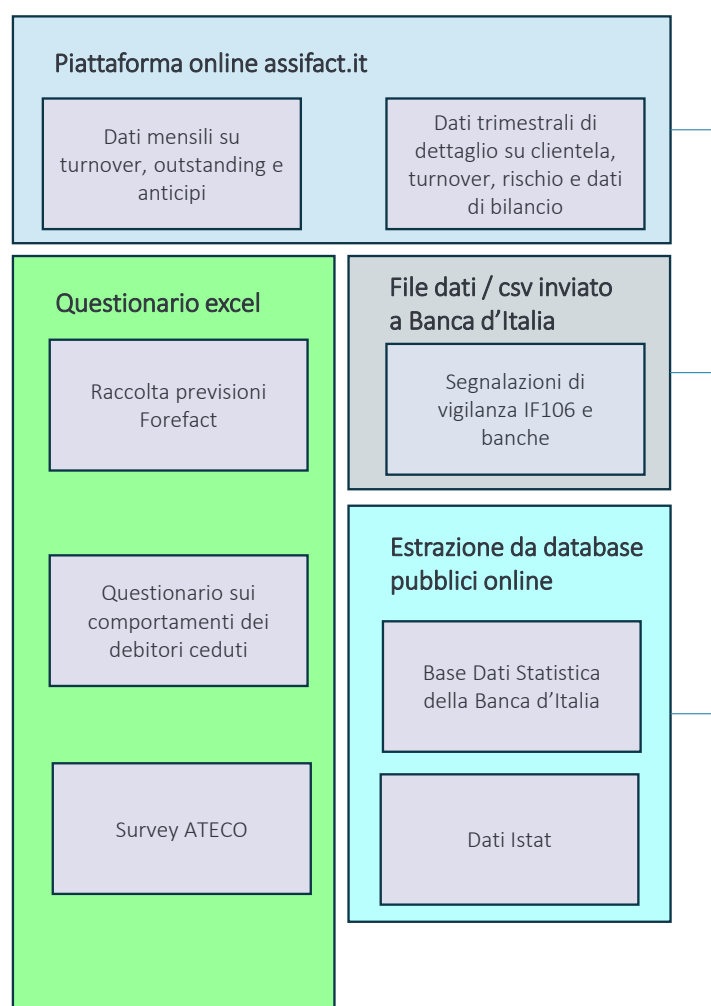 Piattaforma online assifact.it
Dati mensili su
turnover, outstanding e
anticipi
Dati trimestrali di
dettaglio su clientela,
turnover, rischio e dati
di bilancio
Questionario excel
Raccolta previsioni
Forefact
Questionario sui
comportamenti dei
debitori ceduti
Survey ATECO
File dati / csv inviato
a Banca d’Italia
Segnalazioni di
vigilanza IF106 e
banche
Estrazione da database
pubblici online
Base Dati Statistica
della Banca d’Italia
Dati Istat